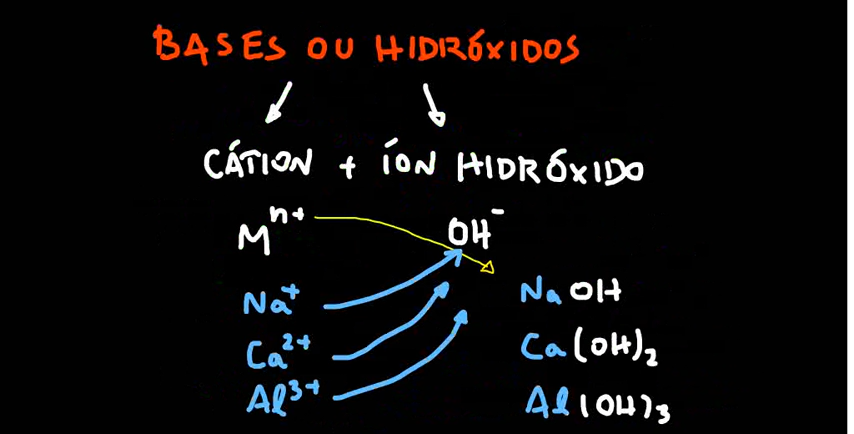 BASES OU HIDRÓXIDOS
CÁTION + ÍON HIDRÓXIDO
Mⁿ⁺ OH⁻
Na⁺ NaOH
Ca²⁺ Ca(OH)₂
Al³⁺ Al(OH)₃